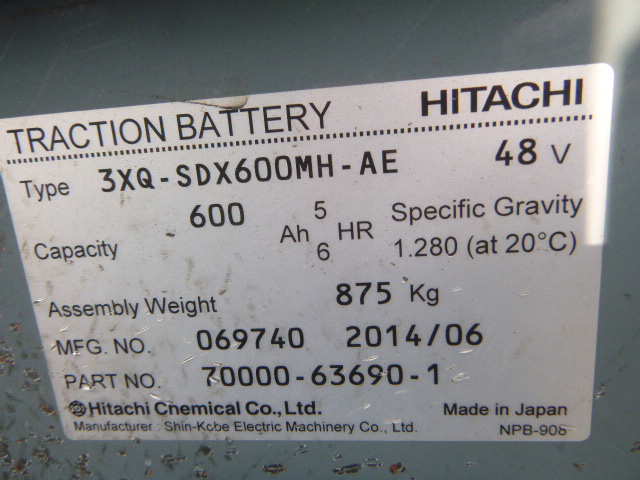 TRACTION BATTERY HITACHI
Type 3XQ-SDX600MH-AE 48 V
Capacity 600 Ah 5 HR Specific Gravity
6 1.280 (at 20°C)
Assembly Weight 875 Kg
MFG. NO. 069740 2014/06
PART NO. 70000-63690-1
Hitachi Chemical Co., Ltd. Made in Japan
Manufacturer : Shin-Kobe Electric Machinery Co., Ltd. NPB-908